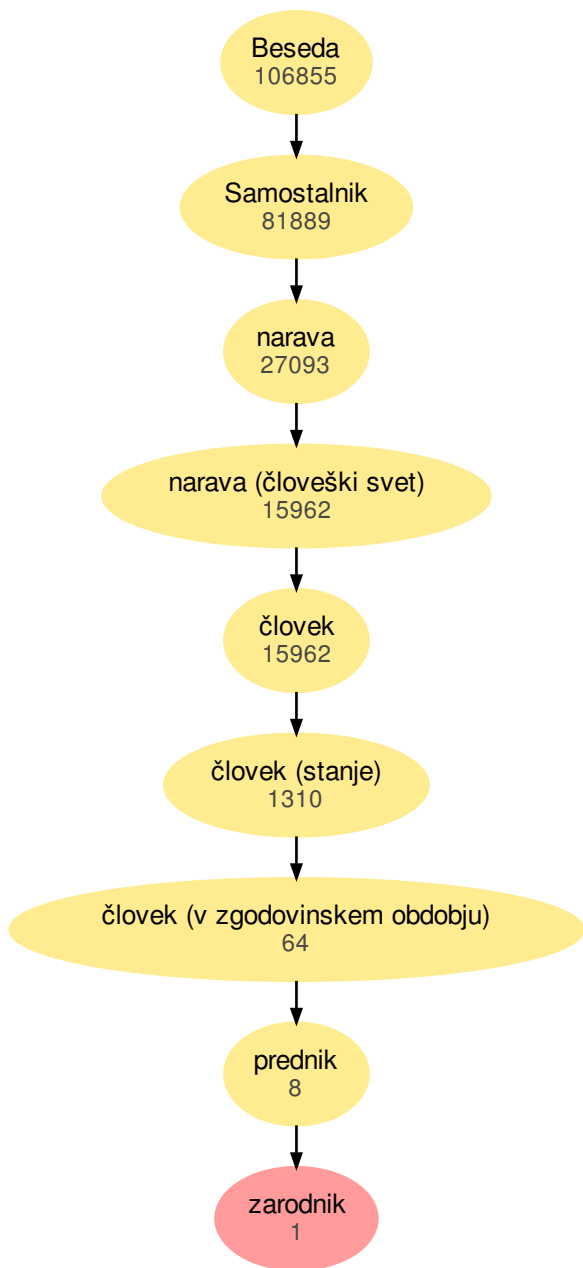 Beseda
106855
Samostalnik
81889
narava
27093
narava (človeški svet)
15962
človek
15962
človek (stanje)
1310
človek (v zgodovinskem obdobju)
64
prednik
8
zarodnik
1